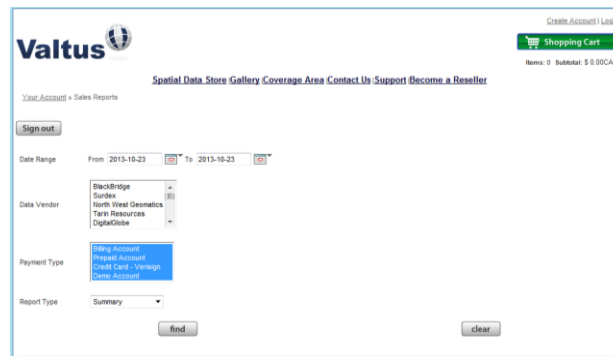 Create Account | Log
Valtus
Shopping Cart
Items: 0 Subtotal: $ 0.00CA
Spatial Data Store Gallery Coverage Area Contact Us Support Become a Reseller
Your Account » Sales Reports
Sign out
Date Range From 2013-10-23 To 2013-10-23
Data Vendor
BlackBridge
Surdex
North West Geomatics
Tarin Resources
DigitalGlobe
Payment Type
Billing Account
Prepaid Account
Credit Card - Verisign
Demo Account
Report Type Summary
find clear